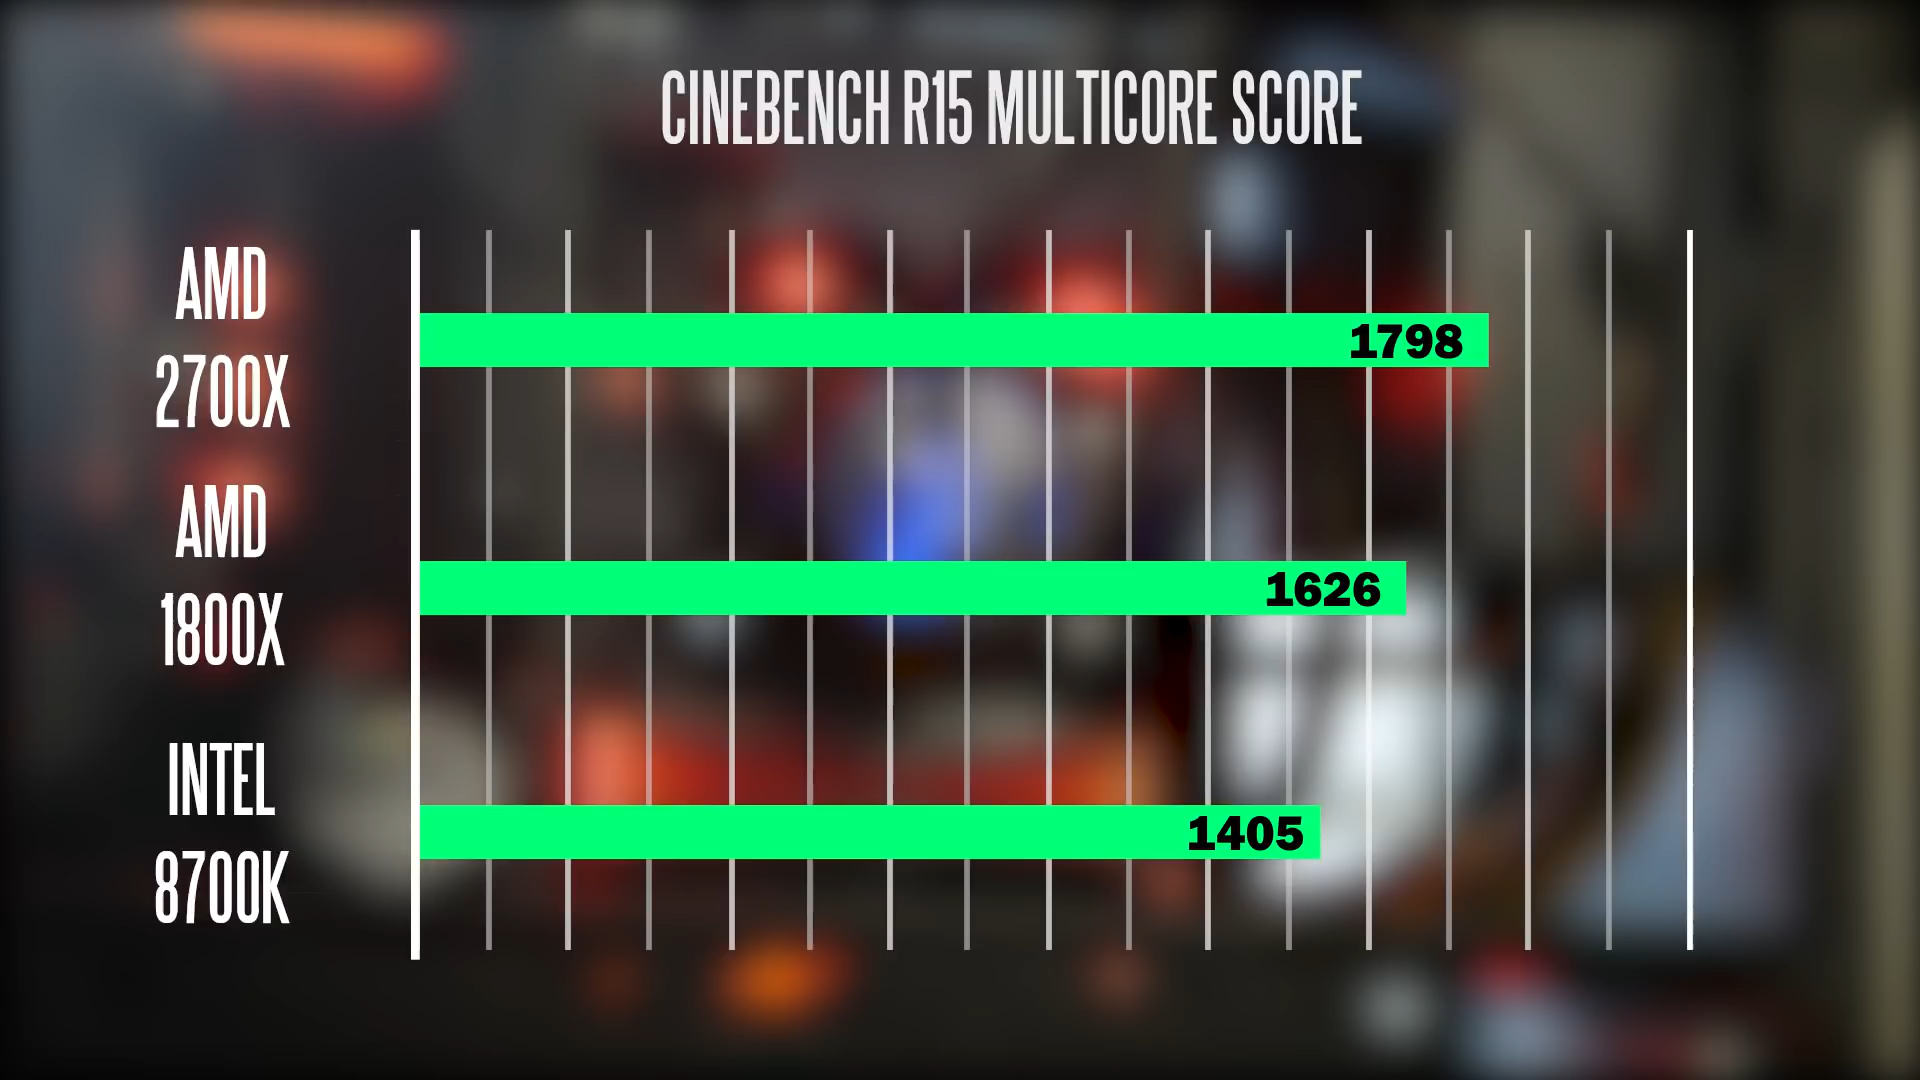 CINEBENCH R15 MULTICORE SCORE
AMD
2700X
1798
AMD
1800X
1626
INTEL
8700K
1405